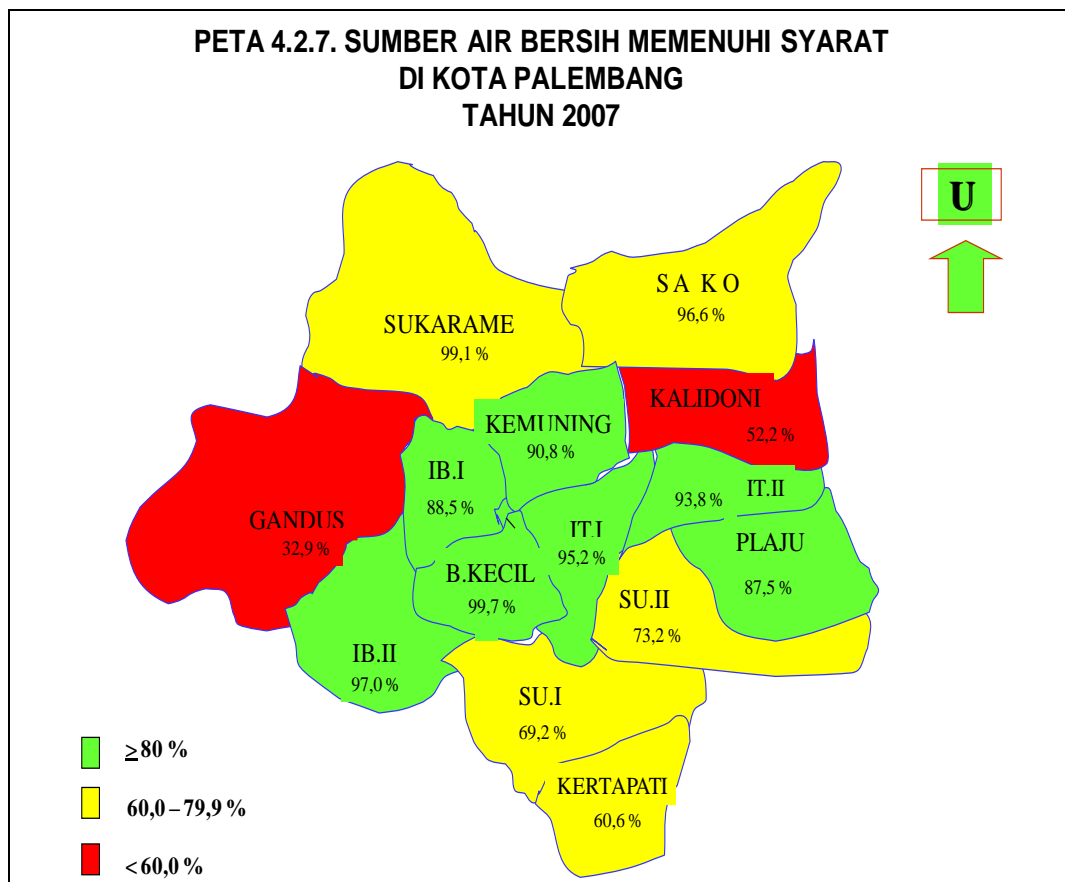 PETA 4.2.7. SUMBER AIR BERSIH MEMENUHI SYARAT
DI KOTA PALEMBANG
TAHUN 2007
U
S A K O
96,6 %
SUKARAME
99,1 %
KALIDONI
52,2 %
KEMUNING
90,8 %
IB.I
88,5 %
IT.II
93,8 %
GANDUS
32,9 %
IT.I
95,2 %
PLAJU
87,5 %
B.KECIL
99,7 %
SU.II
73,2 %
IB.II
97,0 %
SU.I
69,2 %
KERTAPATI
60,6 %
≥80 %
60,0 – 79,9 %
< 60,0 %